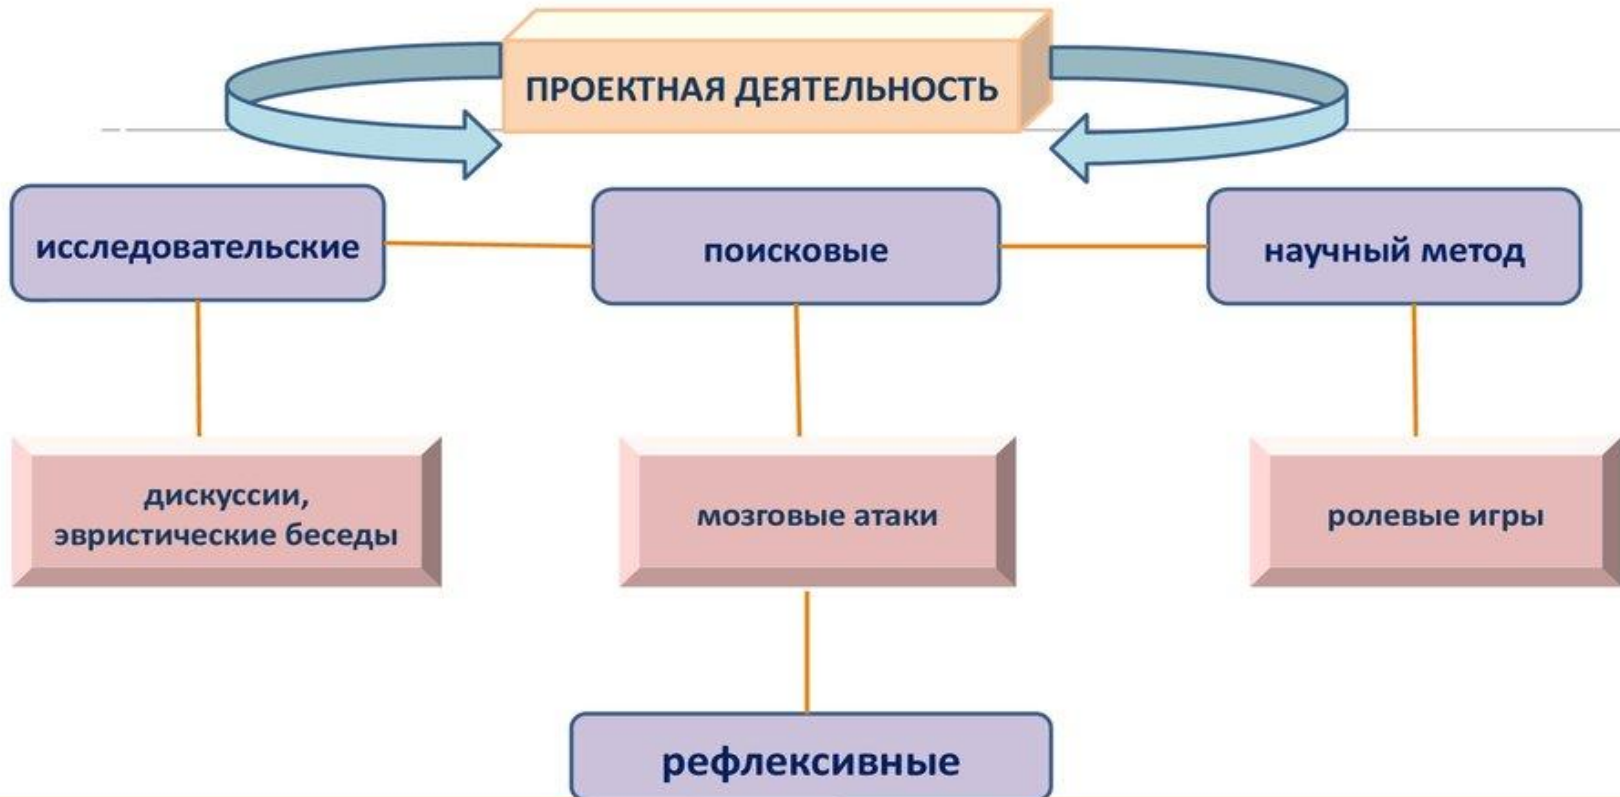 ПРОЕКТНАЯ ДЕЯТЕЛЬНОСТЬ
исследовательские
поисковые
научный метод
дискуссии,
эвристические беседы
мозговые атаки
ролевые игры
рефлексивные